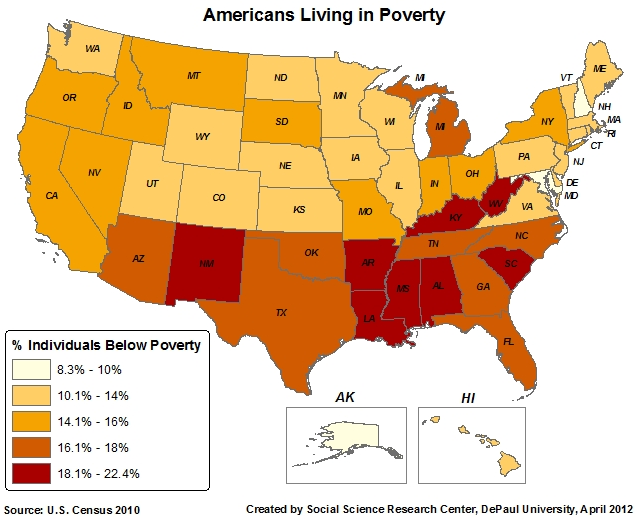 Americans Living in Poverty
WA
MT
ND
MN
MI
VT
ME
OR
ID
SD
WI
MI
NY
NH
MA
RI
CT
WY
IA
PA
NJ
NV
UT
NE
IL
IN
OH
DE
MD
CA
CO
KS
MO
KY
WV
VA
AZ
NM
OK
AR
TN
NC
TX
LA
MS
AL
GA
SC
FL
% Individuals Below Poverty
8.3% - 10%
10.1% - 14%
14.1% - 16%
16.1% - 18%
18.1% - 22.4%
AK
HI
Source: U.S. Census 2010
Created by Social Science Research Center, DePaul University, April 2012